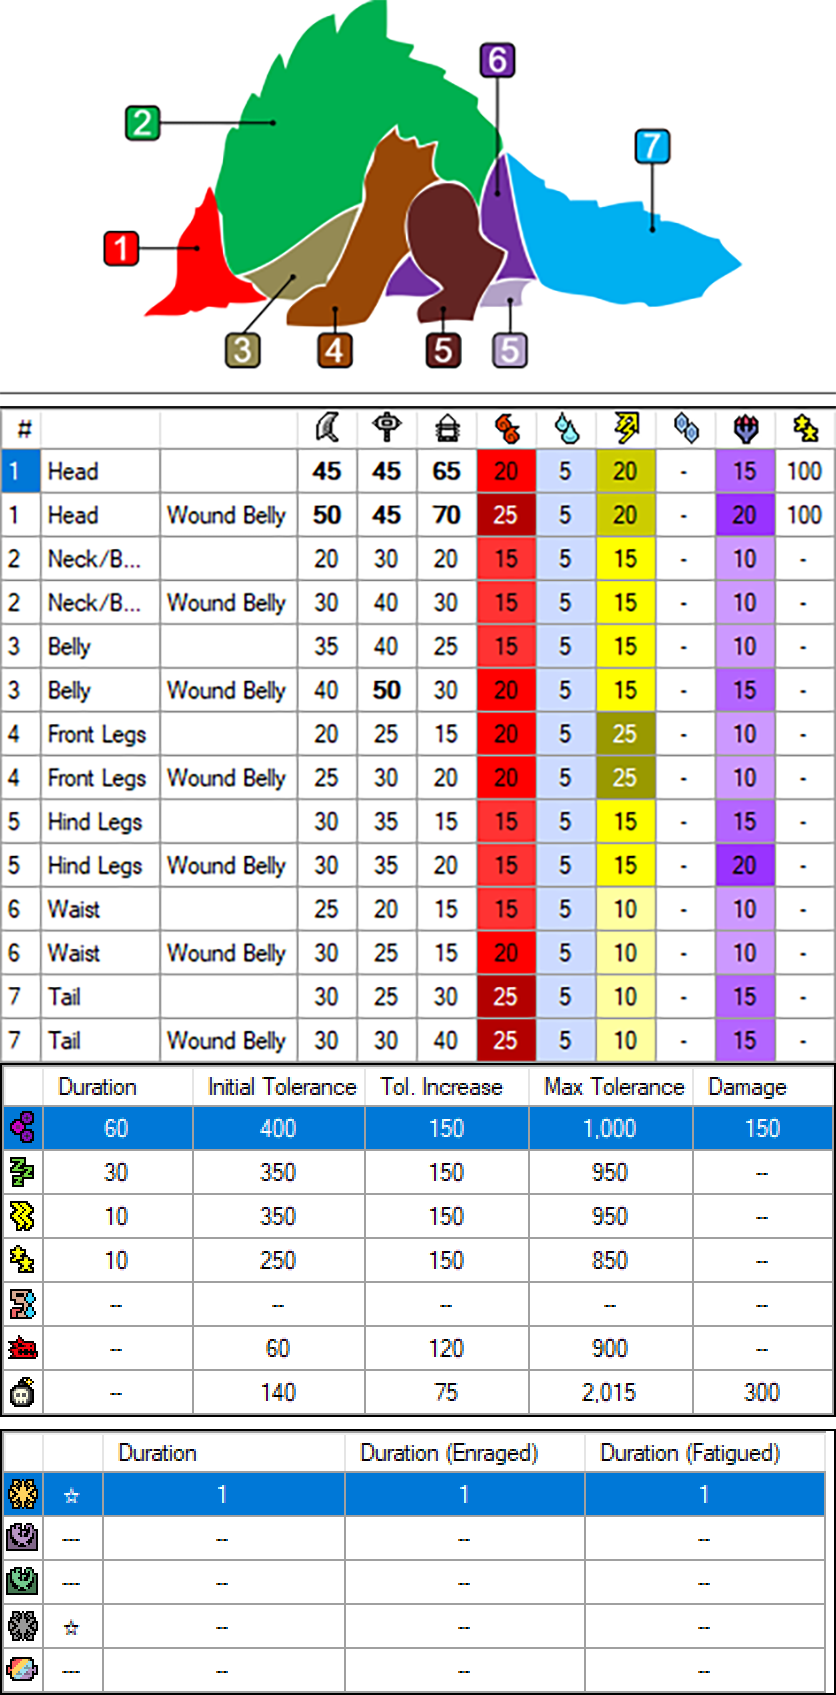 6
2
7
1
3 4 5 5
#
1 Head 45 45 65 20 5 20 - 15 100
1 Head Wound Belly 50 45 70 25 5 20 - 20 100
2 Neck/B... 20 30 20 15 5 15 - 10 -
2 Neck/B... Wound Belly 30 40 30 15 5 15 - 10 -
3 Belly 35 40 25 15 5 15 - 10 -
3 Belly Wound Belly 40 50 30 20 5 15 - 15 -
4 Front Legs 20 25 15 20 5 25 - 10 -
4 Front Legs Wound Belly 25 30 20 20 5 25 - 10 -
5 Hind Legs 30 35 15 15 5 15 - 15 -
5 Hind Legs Wound Belly 30 35 20 15 5 15 - 20 -
6 Waist 25 20 15 15 5 10 - 10 -
6 Waist Wound Belly 30 25 15 20 5 10 - 10 -
7 Tail 30 25 30 25 5 10 - 15 -
7 Tail Wound Belly 30 30 40 25 5 10 - 15 -
Duration Initial Tolerance Tol. Increase Max Tolerance Damage
60 400 150 1,000 150
30 350 150 950 --
10 350 150 950 --
10 250 150 850 --
-- -- -- -- --
-- 60 120 900 --
-- 140 75 2,015 300
Duration Duration (Enraged) Duration (Fatigued)
☆ 1 1 1
--- -- -- --
--- -- -- --
☆ -- -- --
--- -- -- --